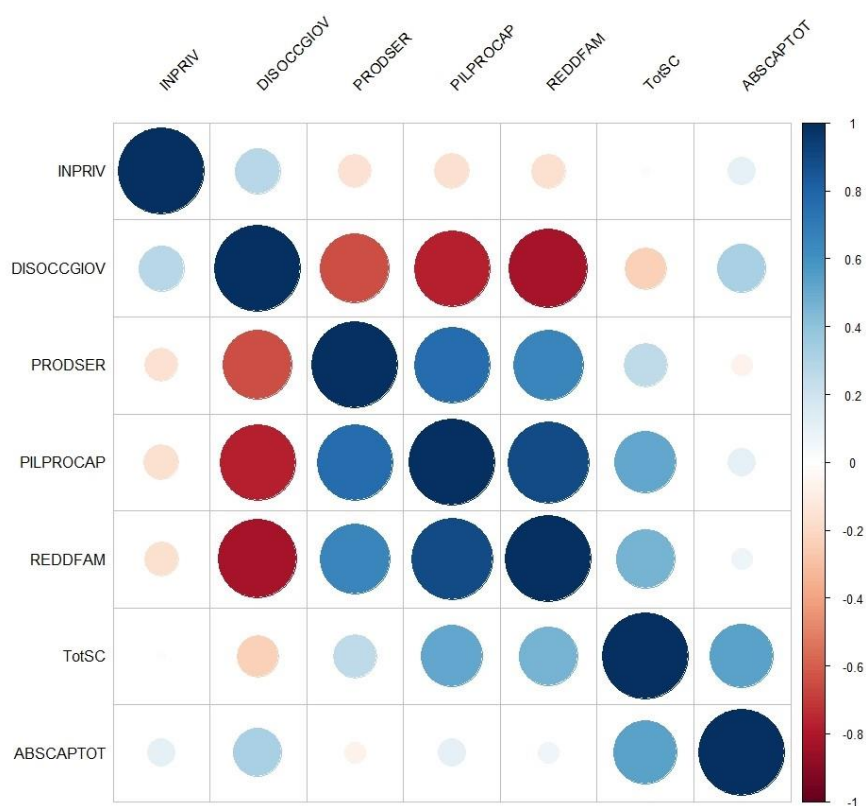 INPRIV
DISOCCGIOV
PRODSER
PILPROCAP
REDDFAM
TotSC
ABSCAPTOT
INPRIV
DISOCCGIOV
PRODSER
PILPROCAP
REDDFAM
TotSC
ABSCAPTOT
1
0.8
0.6
0.4
0.2
0
-0.2
-0.4
-0.6
-0.8
-1